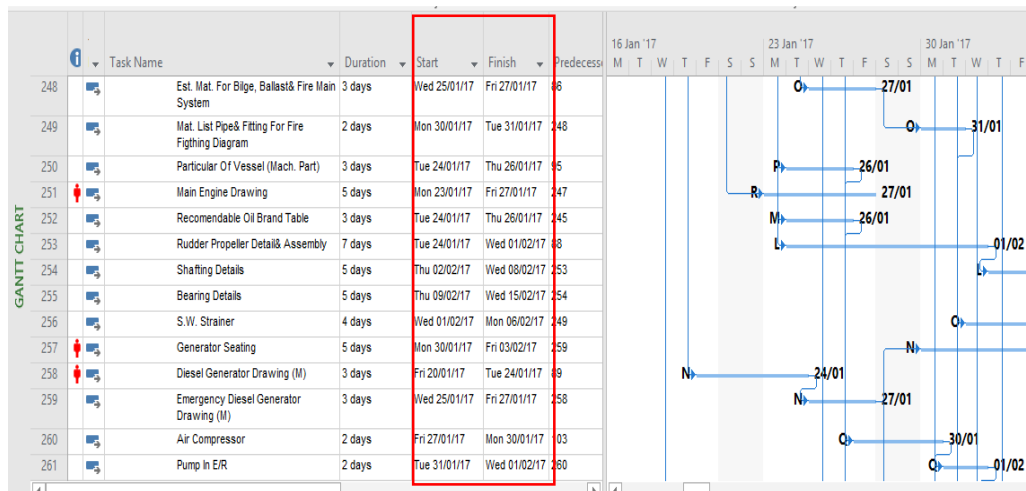 16 Jan '17 23 Jan '17 30 Jan '17
Task Name Duration Start Finish Predecesso M T W T F S S M T W T F S S M T W T F
248 Est. Mat. For Bilge, Ballast& Fire Main System 3 days Wed 25/01/17 Fri 27/01/17 86 O 27/01
249 Mat. List Pipe& Fitting For Fire Figthing Diagram 2 days Mon 30/01/17 Tue 31/01/17 248 O 31/01
250 Particular Of Vessel (Mach. Part) 3 days Tue 24/01/17 Thu 26/01/17 95 P 26/01
251 Main Engine Drawing 5 days Mon 23/01/17 Fri 27/01/17 247 R 27/01
252 Recomendable Oil Brand Table 3 days Tue 24/01/17 Thu 26/01/17 245 M 26/01
253 Rudder Propeller Detail& Assembly 7 days Tue 24/01/17 Wed 01/02/17 88 L 01/02
254 Shafting Details 5 days Thu 02/02/17 Wed 08/02/17 253 L
255 Bearing Details 5 days Thu 09/02/17 Wed 15/02/17 254
256 S.W. Strainer 4 days Wed 01/02/17 Mon 06/02/17 249 O
257 Generator Seating 5 days Mon 30/01/17 Fri 03/02/17 259 N
258 Diesel Generator Drawing (M) 3 days Fri 20/01/17 Tue 24/01/17 89 N 24/01
259 Emergency Diesel Generator Drawing (M) 3 days Wed 25/01/17 Fri 27/01/17 258 N 27/01
260 Air Compressor 2 days Fri 27/01/17 Mon 30/01/17 103 O 30/01
261 Pump In E/R 2 days Tue 31/01/17 Wed 01/02/17 260 O 01/02
GANTT CHART